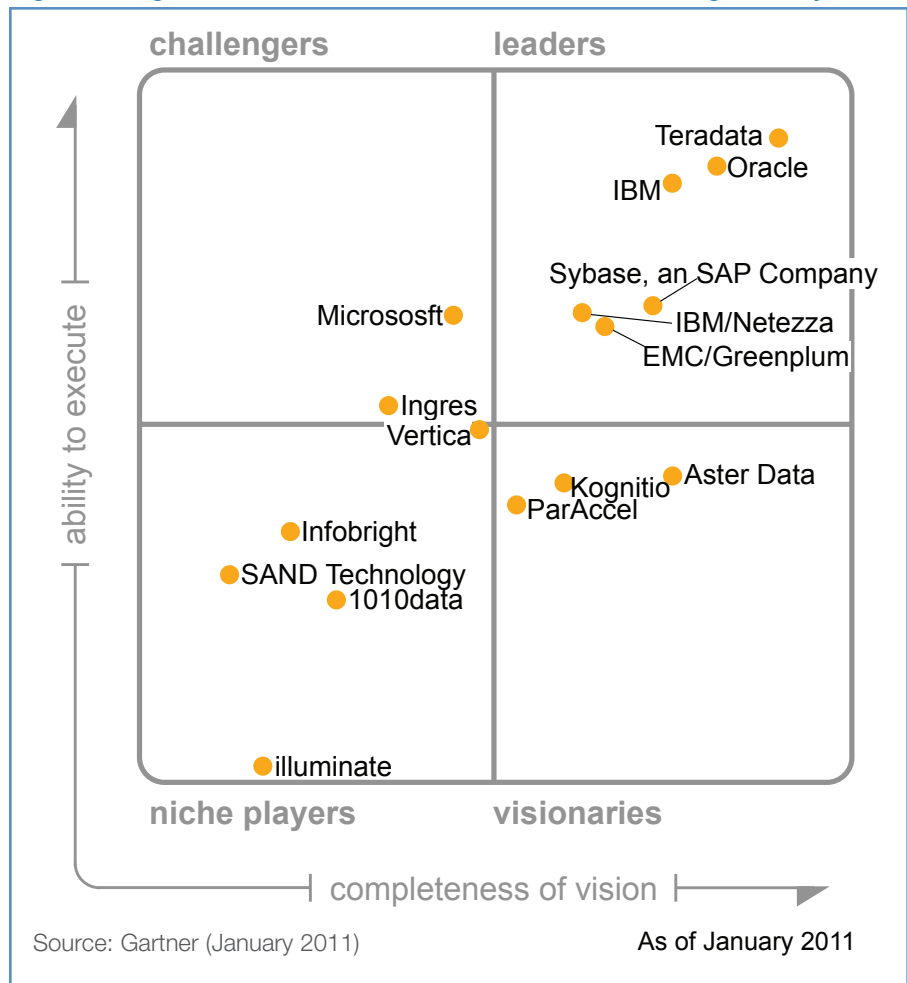 challengers
leaders
Teradata
Oracle
IBM
Sybase, an SAP Company
Micrososft
IBM/Netezza
EMC/Greenplum
Ingres
Vertica
Aster Data
Kognitio
ParAccel
Infobright
SAND Technology
1010data
illuminate
niche players
visionaries
ability to execute
completeness of vision
Source: Gartner (January 2011)
As of January 2011